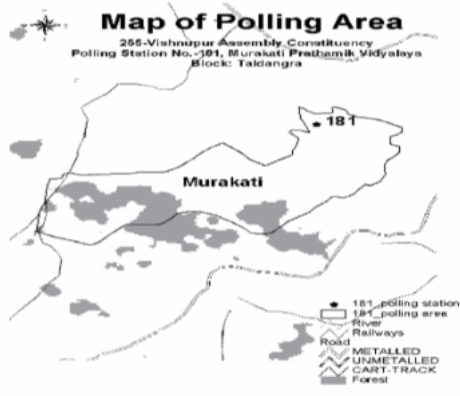 Map of Polling Area
255-Vishnupur Assembly Constituency
Polling Station No.-181, Murakati Prathamik Vidyalaya
Block: Taldangra
181
Murakati
181_polling station
181_polling area
River
Railways
Road
METALLED
UNMETALLED
CART-TRACK
Forest